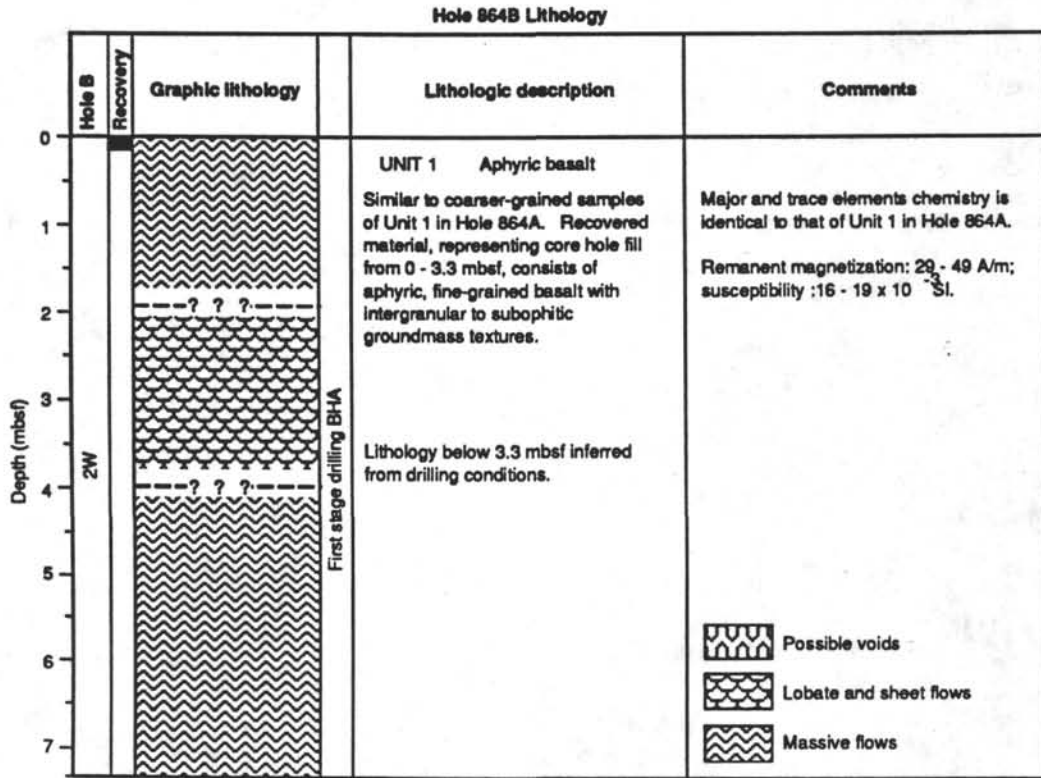 Hole 864B Lithology
Hole B
Recovery
Graphic lithology
Lithologic description
Comments
Depth (mbsf)
0
1
2
3
4
5
6
7
2W
? ? ?
? ? ?
First stage drilling BHA
UNIT 1 Aphyric basalt
Similar to coarser-grained samples
of Unit 1 in Hole 864A. Recovered
material, representing core hole fill
from 0 - 3.3 mbsf, consists of
aphyric, fine-grained basalt with
intergranular to subophitic
groundmass textures.
Lithology below 3.3 mbsf inferred
from drilling conditions.
Major and trace elements chemistry is
identical to that of Unit 1 in Hole 864A.
Remanent magnetization: 29 - 49 A/m;
susceptibility :16 - 19 x 10 -3 SI.
Possible voids
Lobate and sheet flows
Massive flows